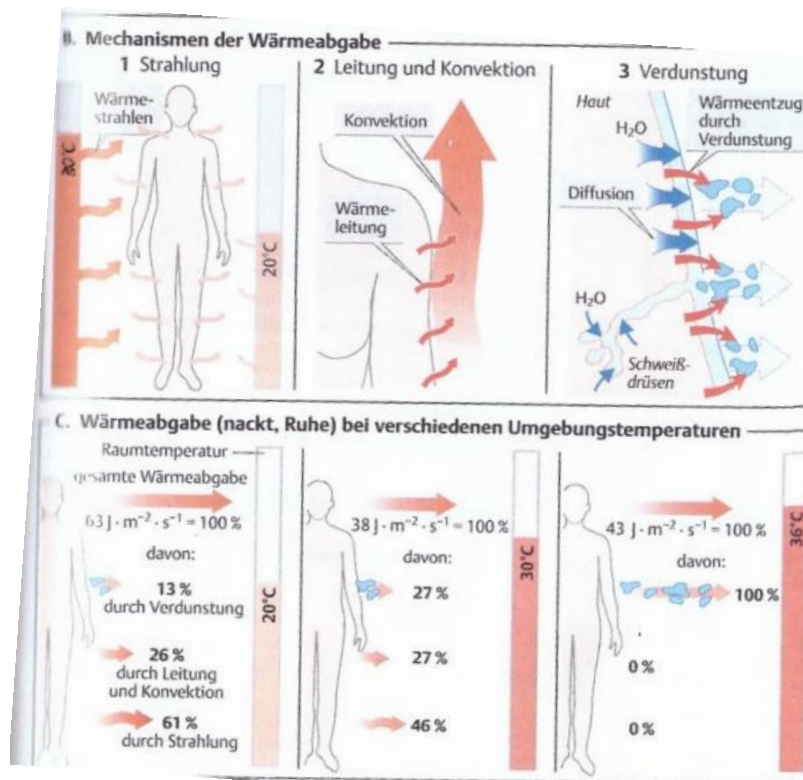 B. Mechanismen der Wärmeabgabe
1 Strahlung
Wärme-
strahlen
20°C
2 Leitung und Konvektion
Konvektion
Wärme-
leitung
3 Verdunstung
Haut
H₂O
Wärmeentzug
durch
Verdunstung
Diffusion
H₂O
Schweiß-
drüsen
C. Wärmeabgabe (nackt, Ruhe) bei verschiedenen Umgebungstemperaturen
Raumtemperatur
gesamte Wärmeabgabe
63 J · m⁻² · s⁻¹ = 100 %
davon:
13 %
durch Verdunstung
26 %
durch Leitung
und Konvektion
61 %
durch Strahlung
20°C
38 J · m⁻² · s⁻¹ = 100 %
davon:
27 %
27 %
46 %
30°C
43 J · m⁻² · s⁻¹ = 100 %
davon:
100 %
0 %
0 %
36°C